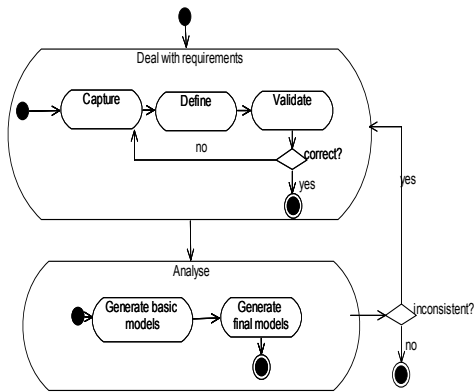 Deal with requirements
Capture
Define
Validate
no
correct?
yes
yes
Analyse
Generate basic
models
Generate
final models
inconsistent?
no